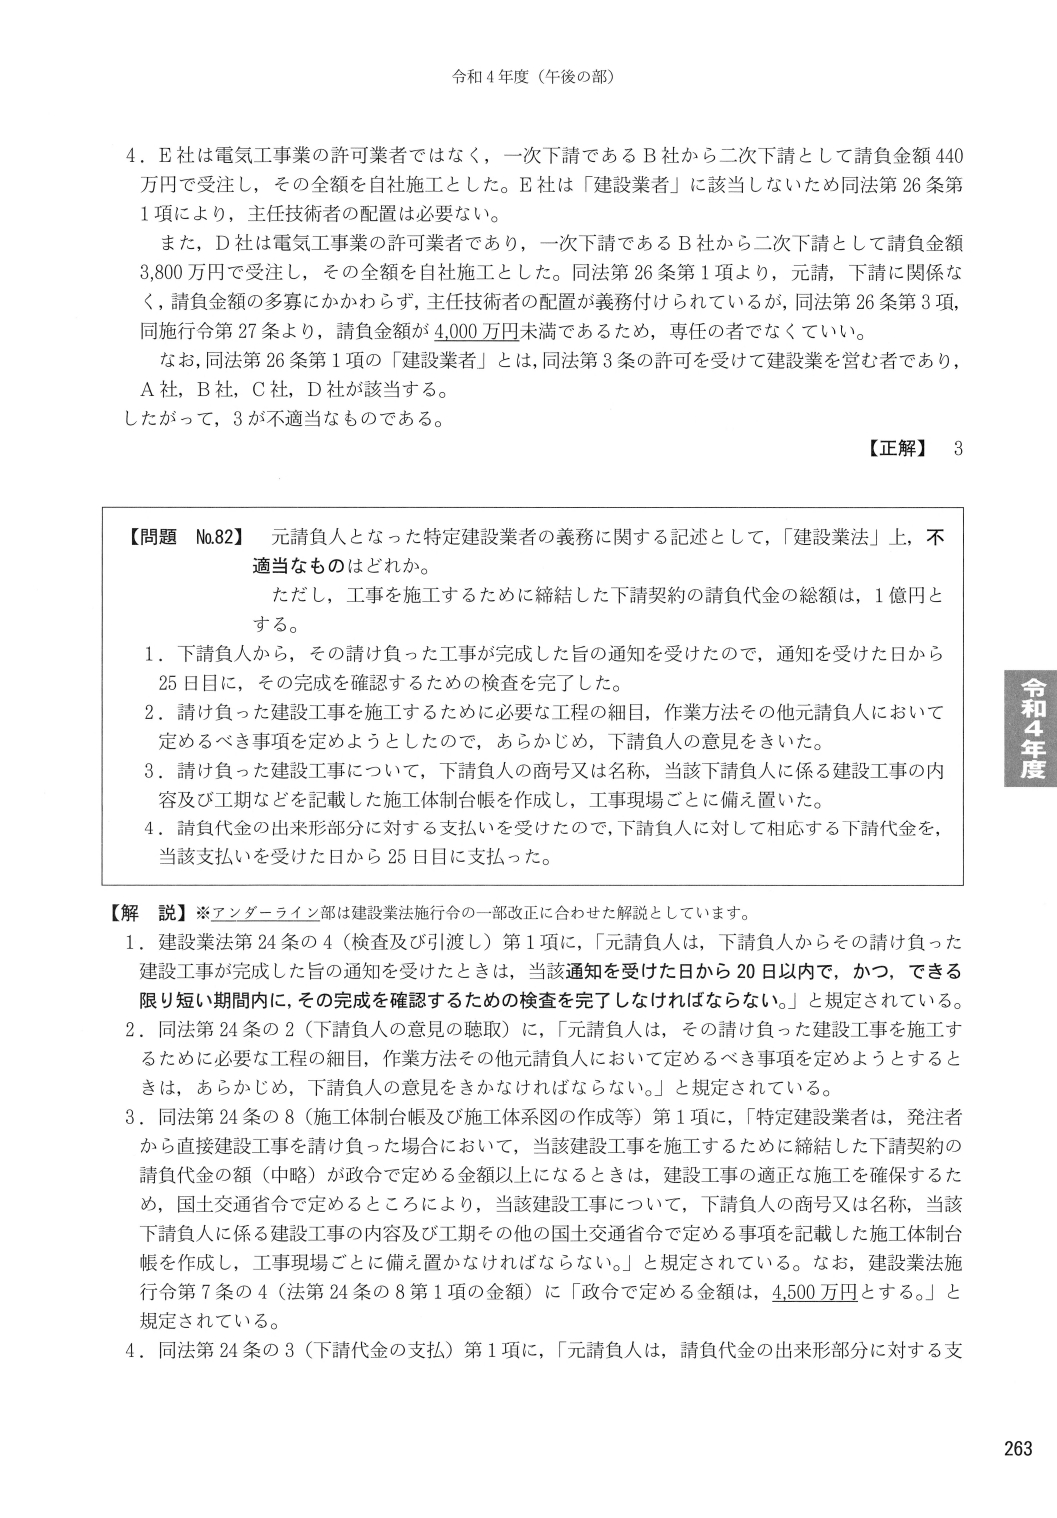 令和4年度（午後の部）
4．E社は電気工事業の許可業者ではなく，一次下請であるB社から二次下請として請負金額440
万円で受注し，その全額を自社施工とした。E社は「建設業者」に該当しないため同法第26条第
1項により，主任技術者の配置は必要ない。
また，D社は電気工事業の許可業者であり，一次下請であるB社から二次下請として請負金額
3,800万円で受注し，その全額を自社施工とした。同法第26条第1項より，元請，下請に関係な
く，請負金額の多寡にかかわらず，主任技術者の配置が義務付けられているが，同法第26条第3項，
同施行令第27条より，請負金額が4,000万円未満であるため，専任の者でなくていい。
なお，同法第26条第1項の「建設業者」とは，同法第3条の許可を受けて建設業を営む者であり，
A社，B社，C社，D社が該当する。
したがって，3が不適当なものである。
【正解】　3
【問題　No.82】　元請負人となった特定建設業者の義務に関する記述として，「建設業法」上，不
適当なものはどれか。
ただし，工事を施工するために締結した下請契約の請負代金の総額は，1億円と
する。
1．下請負人から，その請け負った工事が完成した旨の通知を受けたので，通知を受けた日から
25日目に，その完成を確認するための検査を完了した。
2．請け負った建設工事を施工するために必要な工程の細目，作業方法その他元請負人において
定めるべき事項を定めようとしたので，あらかじめ，下請負人の意見をきいた。
3．請け負った建設工事について，下請負人の商号又は名称，当該下請負人に係る建設工事の内
容及び工期などを記載した施工体制台帳を作成し，工事現場ごとに備え置いた。
4．請負代金の出来形部分に対する支払いを受けたので，下請負人に対して相応する下請代金を，
当該支払いを受けた日から25日目に支払った。
令和4年度
【解　説】※アンダーライン部は建設業法施行令の一部改正に合わせた解説としています。
1．建設業法第24条の4（検査及び引渡し）第1項に，「元請負人は，下請負人からその請け負った
建設工事が完成した旨の通知を受けたときは，当該通知を受けた日から20日以内で，かつ，できる
限り短い期間内に，その完成を確認するための検査を完了しなければならない。」と規定されている。
2．同法第24条の2（下請負人の意見の聴取）に，「元請負人は，その請け負った建設工事を施工す
るために必要な工程の細目，作業方法その他元請負人において定めるべき事項を定めようとすると
きは，あらかじめ，下請負人の意見をきかなければならない。」と規定されている。
3．同法第24条の8（施工体制台帳及び施工体系図の作成等）第1項に，「特定建設業者は，発注者
から直接建設工事を請け負った場合において，当該建設工事を施工するために締結した下請契約の
請負代金の額（中略）が政令で定める金額以上になるときは，建設工事の適正な施工を確保するた
め，国土交通省令で定めるところにより，当該建設工事について，下請負人の商号又は名称，当該
下請負人に係る建設工事の内容及び工期その他の国土交通省令で定める事項を記載した施工体制台
帳を作成し，工事現場ごとに備え置かなければならない。」と規定されている。なお，建設業法施
行令第7条の4（法第24条の8第1項の金額）に「政令で定める金額は，4,500万円とする。」と
規定されている。
4．同法第24条の3（下請代金の支払）第1項に，「元請負人は，請負代金の出来形部分に対する支
263